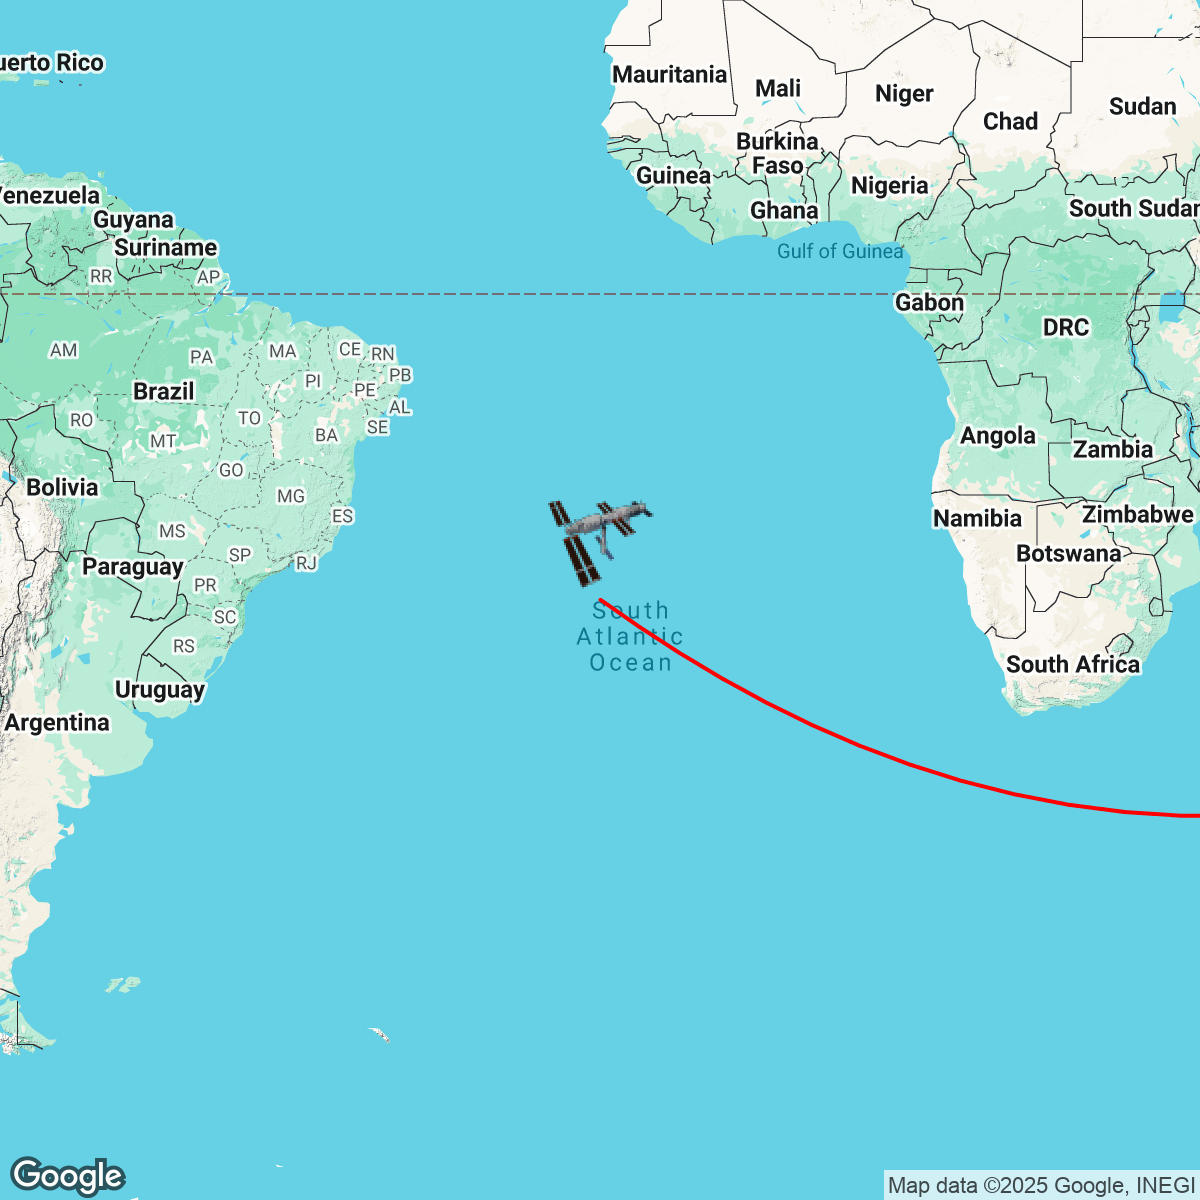 uerto Rico
Mauritania
Mali
Niger
Chad
Sudan
Burkina
Faso
Guinea
Nigeria
Ghana
South Sudan
Gulf of Guinea
Venezuela
Guyana
Suriname
RR
AP
Gabon
DRC
AM
PA
MA
CE
RN
PI
PE
PB
Brazil
AL
RO
TO
SE
MT
BA
Angola
Zambia
GO
Bolivia
MG
ES
Namibia
Zimbabwe
MS
SP
RJ
Botswana
Paraguay
PR
SC
South
Atlantic
Ocean
RS
South Africa
Uruguay
Argentina
Google
Map data ©2025 Google, INEGI